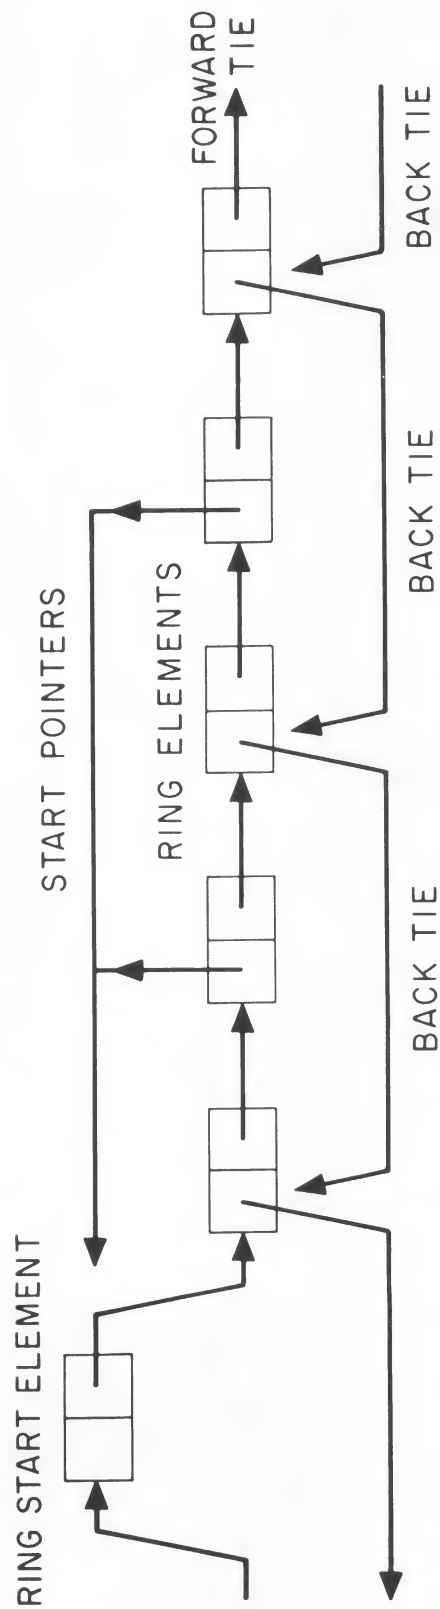 RING START ELEMENT
START POINTERS
RING ELEMENTS
FORWARD
TIE
BACK TIE
BACK TIE
BACK TIE